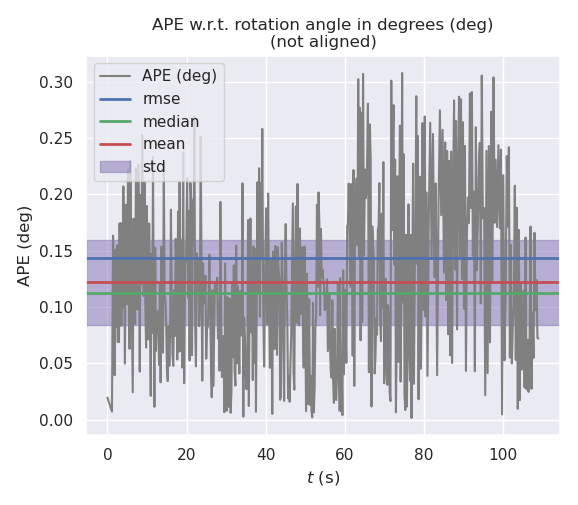 APE w.r.t. rotation angle in degrees (deg)
(not aligned)
APE (deg)
rmse
median
mean
std
APE (deg)
0.30
0.25
0.20
0.15
0.10
0.05
0.00
0 20 40 60 80 100
t (s)